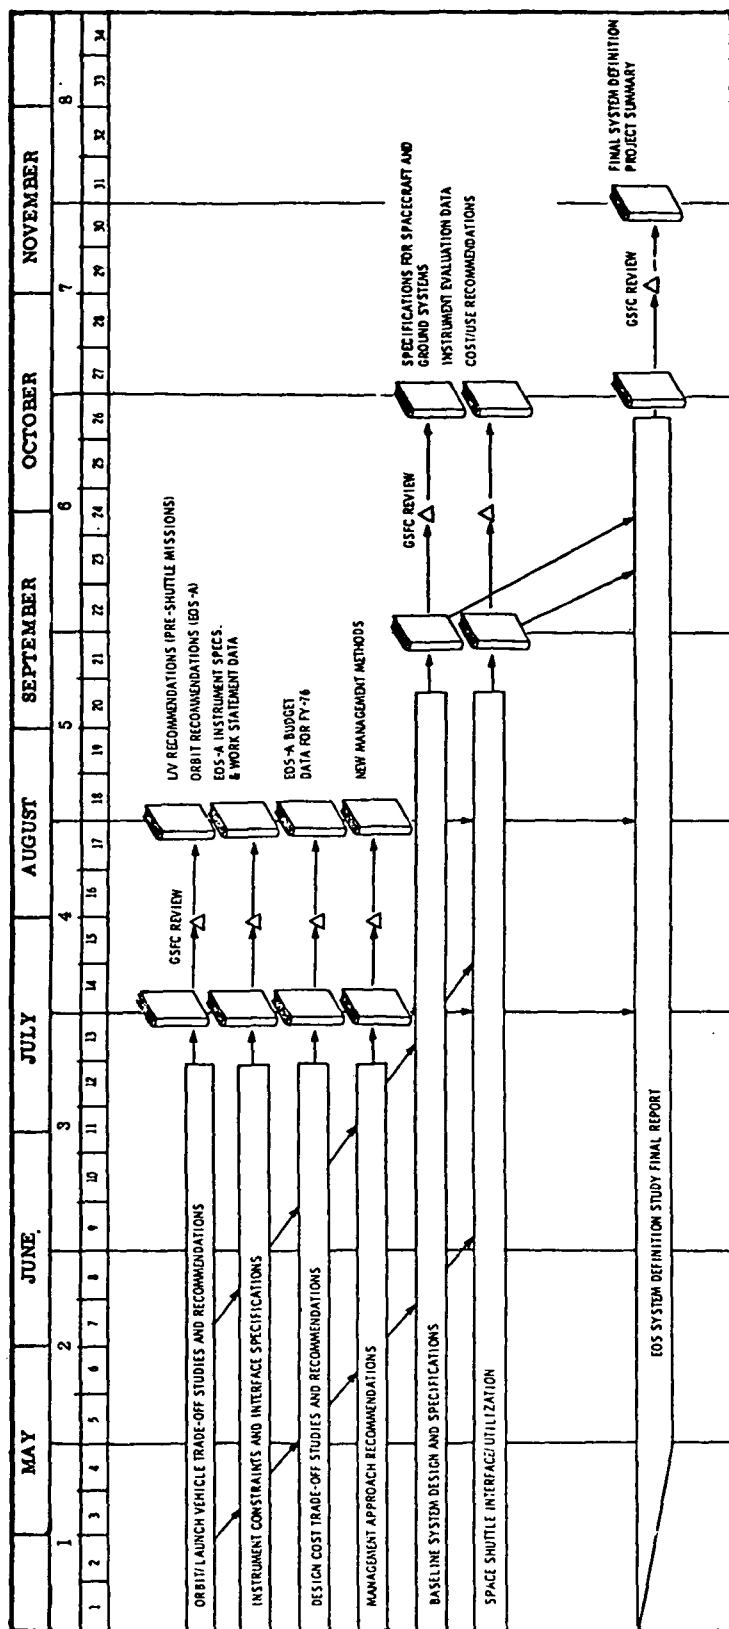 MAY JUNE JULY AUGUST SEPTEMBER OCTOBER NOVEMBER
1 2 3 4 5 6 7 8
1 2 3 4 5 6 7 8 9 10 11 12 13 14 15 16 17 18 19 20 21 22 23 24 25 26 27 28 29 30 31 32 33 34
ORBIT/LAUNCH VEHICLE TRADE-OFF STUDIES AND RECOMMENDATIONS
GSFC REVIEW
L/V RECOMMENDATIONS (PRE-SHUTTLE MISSIONS)
ORBIT RECOMMENDATIONS (EOS-A)
INSTRUMENT CONSTRAINTS AND INTERFACE SPECIFICATIONS
EOS-A INSTRUMENT SPECS.
& WORK STATEMENT DATA
DESIGN COST TRADE-OFF STUDIES AND RECOMMENDATIONS
EOS-A BUDGET
DATA FOR FY-76
MANAGEMENT APPROACH RECOMMENDATIONS
NEW MANAGEMENT METHODS
BASELINE SYSTEM DESIGN AND SPECIFICATIONS
GSFC REVIEW
SPECIFICATIONS FOR SPACECRAFT AND
GROUND SYSTEMS
INSTRUMENT EVALUATION DATA
COST/USE RECOMMENDATIONS
SPACE SHUTTLE INTERFACE/UTILIZATION
EOS SYSTEM DEFINITION STUDY FINAL REPORT
GSFC REVIEW
FINAL SYSTEM DEFINITION
PROJECT SUMMARY